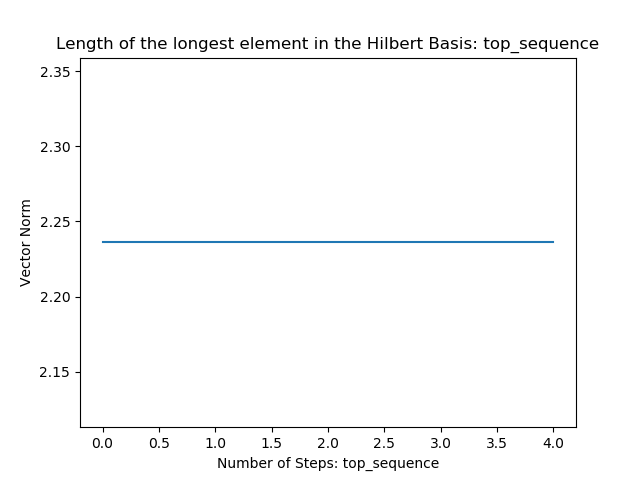 Length of the longest element in the Hilbert Basis: top_sequence
2.35
2.30
2.25
2.20
2.15
Vector Norm
0.0 0.5 1.0 1.5 2.0 2.5 3.0 3.5 4.0
Number of Steps: top_sequence